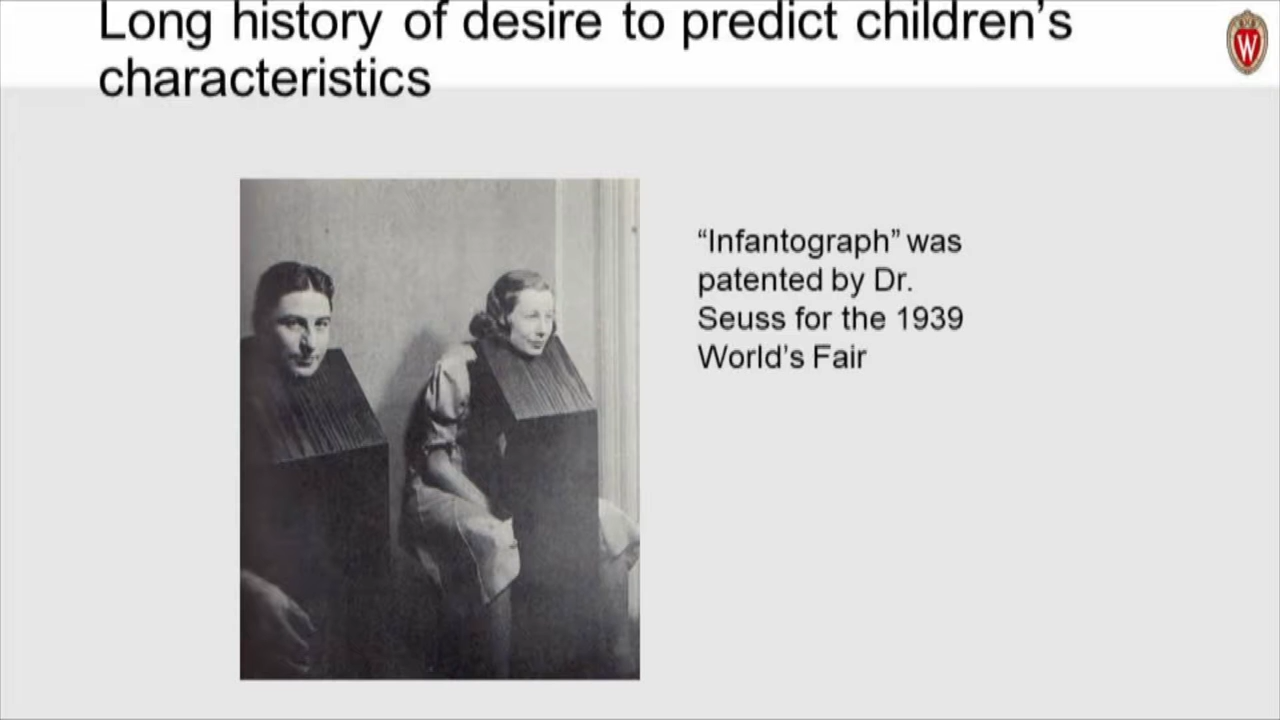 Long history of desire to predict children’s
characteristics
W
“Infantograph” was
patented by Dr.
Seuss for the 1939
World’s Fair